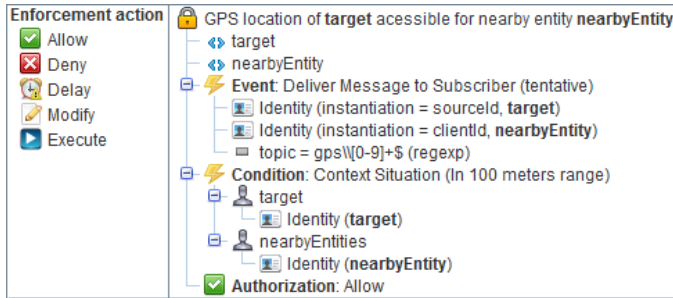 Enforcement action
Allow
Deny
Delay
Modify
Execute
GPS location of target acessible for nearby entity nearbyEntity
target
nearbyEntity
Event: Deliver Message to Subscriber (tentative)
Identity (instantiation = sourceId, target)
Identity (instantiation = clientId, nearbyEntity)
topic = gps\\[0-9]+$ (regexp)
Condition: Context Situation (In 100 meters range)
target
Identity (target)
nearbyEntities
Identity (nearbyEntity)
Authorization: Allow